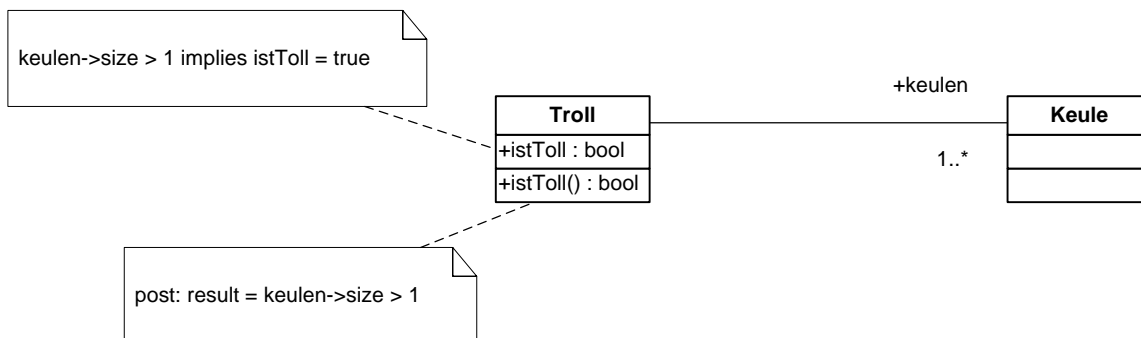 keulen->size > 1 implies istToll = true
+keulen
Troll
Keule
+istToll : bool
1..*
+istToll() : bool
post: result = keulen->size > 1